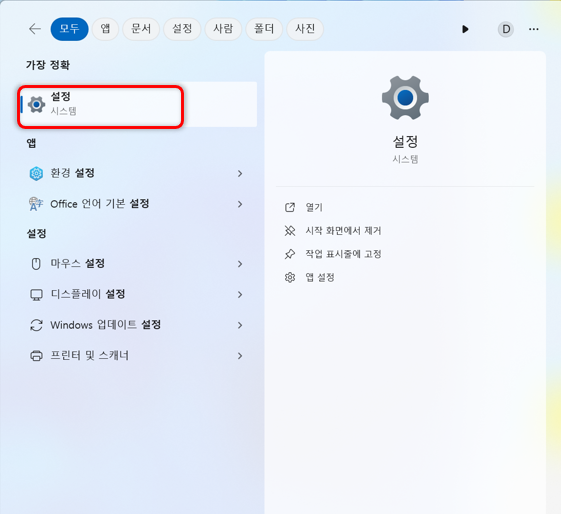 모두 앱 문서 설정 사람 폴더 사진 D
가장 정확
설정
시스템
앱
환경 설정
Office 언어 기본 설정
설정
마우스 설정
디스플레이 설정
Windows 업데이트 설정
프린터 및 스캐너
설정
시스템
열기
시작 화면에서 제거
작업 표시줄에 고정
앱 설정